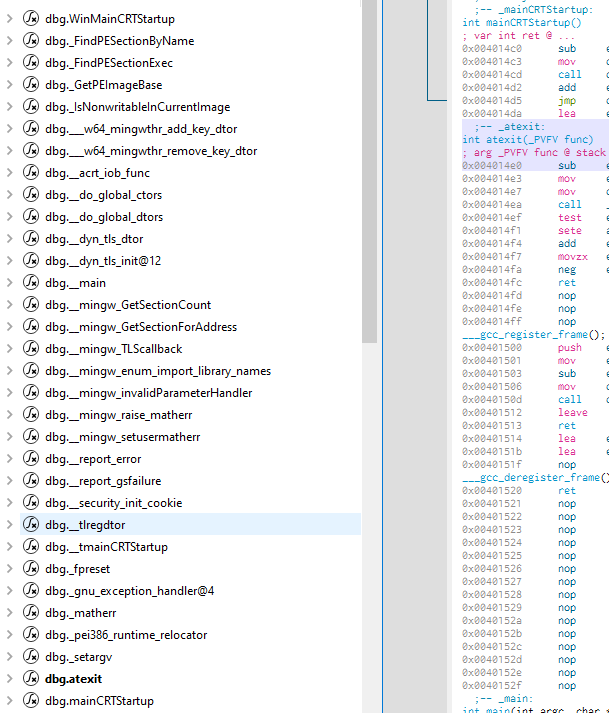 dbg.WinMainCRTStartup
dbg._FindPESectionByName
dbg._FindPESectionExec
dbg._GetPEImageBase
dbg._IsNonwritableInCurrentImage
dbg.___w64_mingwthr_add_key_dtor
dbg.___w64_mingwthr_remove_key_dtor
dbg.__acrt_iob_func
dbg.__do_global_ctors
dbg.__do_global_dtors
dbg.__dyn_tls_dtor
dbg.__dyn_tls_init@12
dbg.__main
dbg.__mingw_GetSectionCount
dbg.__mingw_GetSectionForAddress
dbg.__mingw_TLScallback
dbg.__mingw_enum_import_library_names
dbg.__mingw_invalidParameterHandler
dbg.__mingw_raise_matherr
dbg.__mingw_setusermatherr
dbg.__report_error
dbg.__report_gsfailure
dbg.__security_init_cookie
dbg.__tlregdtor
dbg.__tmainCRTStartup
dbg._fpreset
dbg._gnu_exception_handler@4
dbg._matherr
dbg._pei386_runtime_relocator
dbg._setargv
dbg.atexit
dbg.mainCRTStartup
;-- _mainCRTStartup:
int mainCRTStartup()
; var int ret @ ...
0x004014c0 sub
0x004014c3 mov
0x004014cd call
0x004014d2 add
0x004014d5 jmp
0x004014da lea
;-- _atexit:
int atexit(_PVFV func)
; arg _PVFV func @ stack
0x004014e0 sub
0x004014e3 mov
0x004014e7 mov
0x004014ea call
0x004014ef test
0x004014f1 sete
0x004014f4 add
0x004014f7 movzx
0x004014fa neg
0x004014fc ret
0x004014fd nop
0x004014fe nop
0x004014ff nop
___gcc_register_frame();
0x00401500 push
0x00401501 mov
0x00401503 sub
0x00401506 mov
0x0040150d call
0x00401512 leave
0x00401513 ret
0x00401514 lea
0x0040151b lea
0x0040151f nop
___gcc_deregister_frame()
0x00401520 ret
0x00401521 nop
0x00401522 nop
0x00401523 nop
0x00401524 nop
0x00401525 nop
0x00401526 nop
0x00401527 nop
0x00401528 nop
0x00401529 nop
0x0040152a nop
0x0040152b nop
0x0040152c nop
0x0040152d nop
0x0040152e nop
0x0040152f nop
;-- _main:
int main(int argc, char